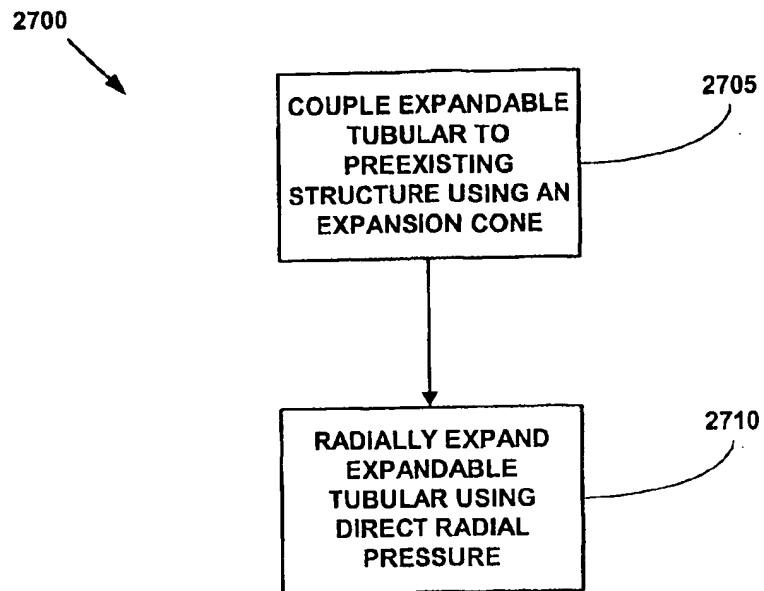 2700
2705
COUPLE EXPANDABLE
TUBULAR TO
PREEXISTING
STRUCTURE USING AN
EXPANSION CONE
2710
RADIALLY EXPAND
EXPANDABLE
TUBULAR USING
DIRECT RADIAL
PRESSURE